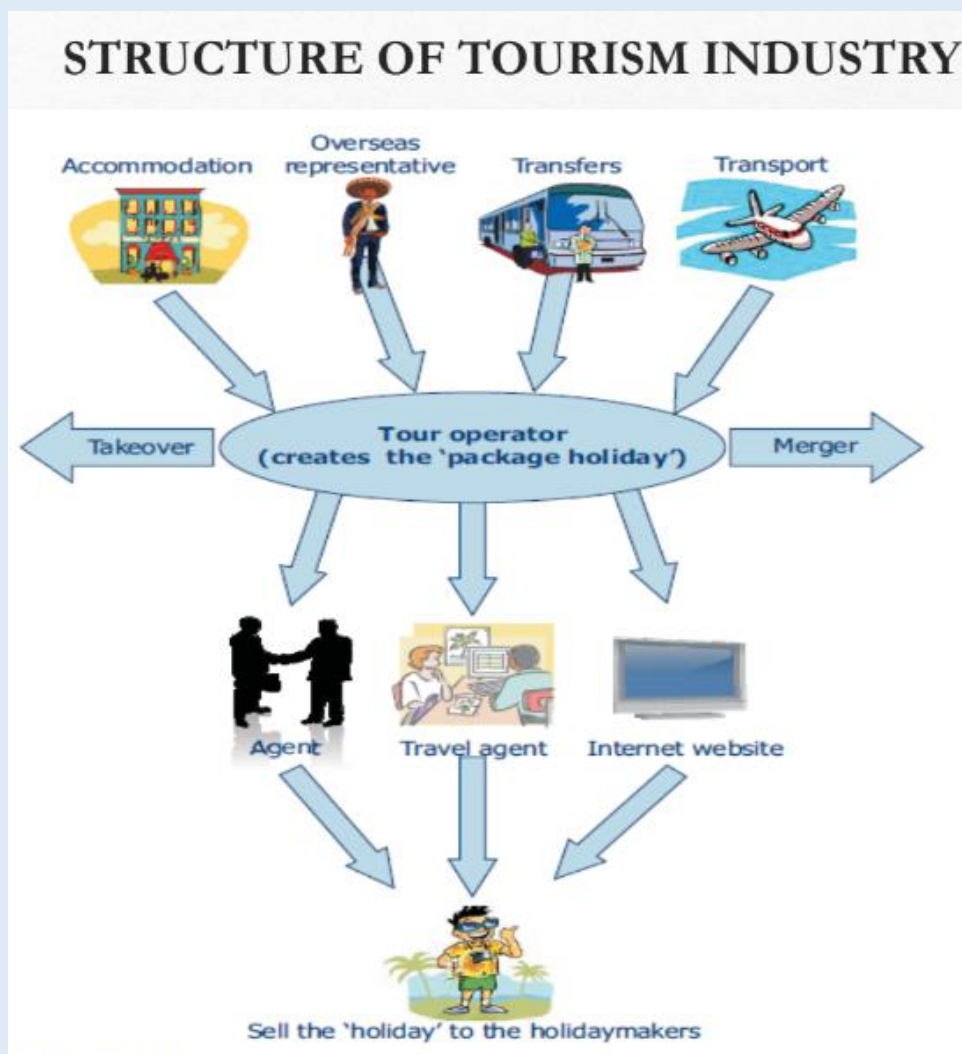 STRUCTURE OF TOURISM INDUSTRY
Accommodation
Overseas
representative
Transfers
Transport
Takeover
Tour operator
(creates the ‘package holiday’)
Merger
Agent
Travel agent
Internet website
Sell the ‘holiday’ to the holidaymakers